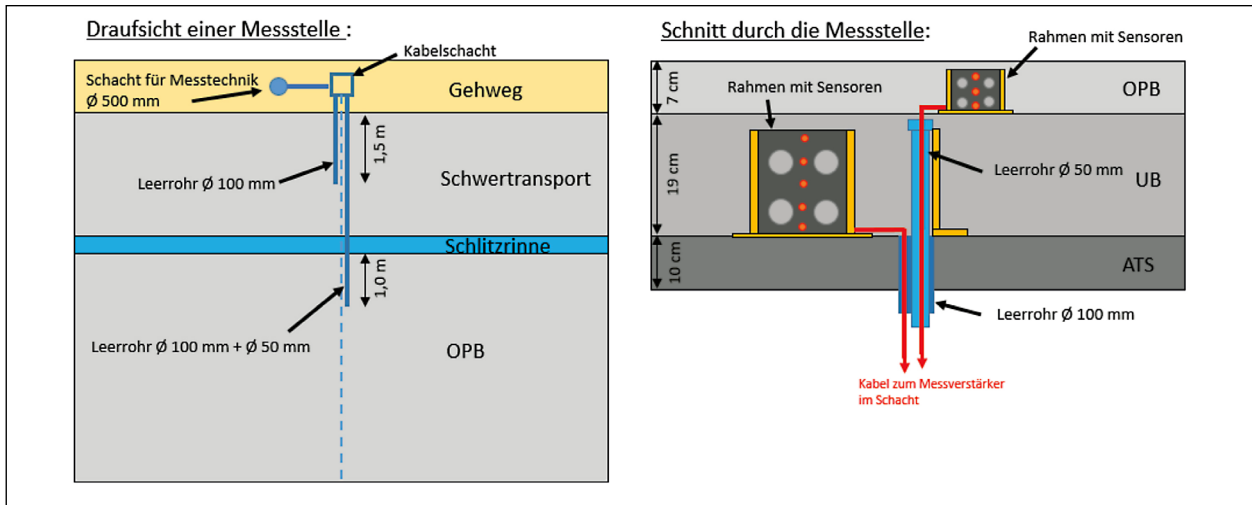 Draufsicht einer Messstelle :
Kabelschacht
Schacht für Messtechnik
Ø 500 mm
Gehweg
1,5 m
Leerrohr Ø 100 mm
Schwertransport
Schlitzrinne
1,0 m
Leerrohr Ø 100 mm + Ø 50 mm
OPB
Schnitt durch die Messstelle:
Rahmen mit Sensoren
7 cm
Rahmen mit Sensoren
OPB
19 cm
Leerrohr Ø 50 mm
UB
10 cm
ATS
Leerrohr Ø 100 mm
Kabel zum Messverstärker
im Schacht